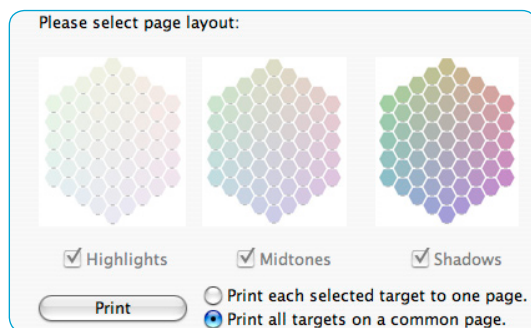 Please select page layout:
Highlights
Midtones
Shadows
Print
Print each selected target to one page.
Print all targets on a common page.